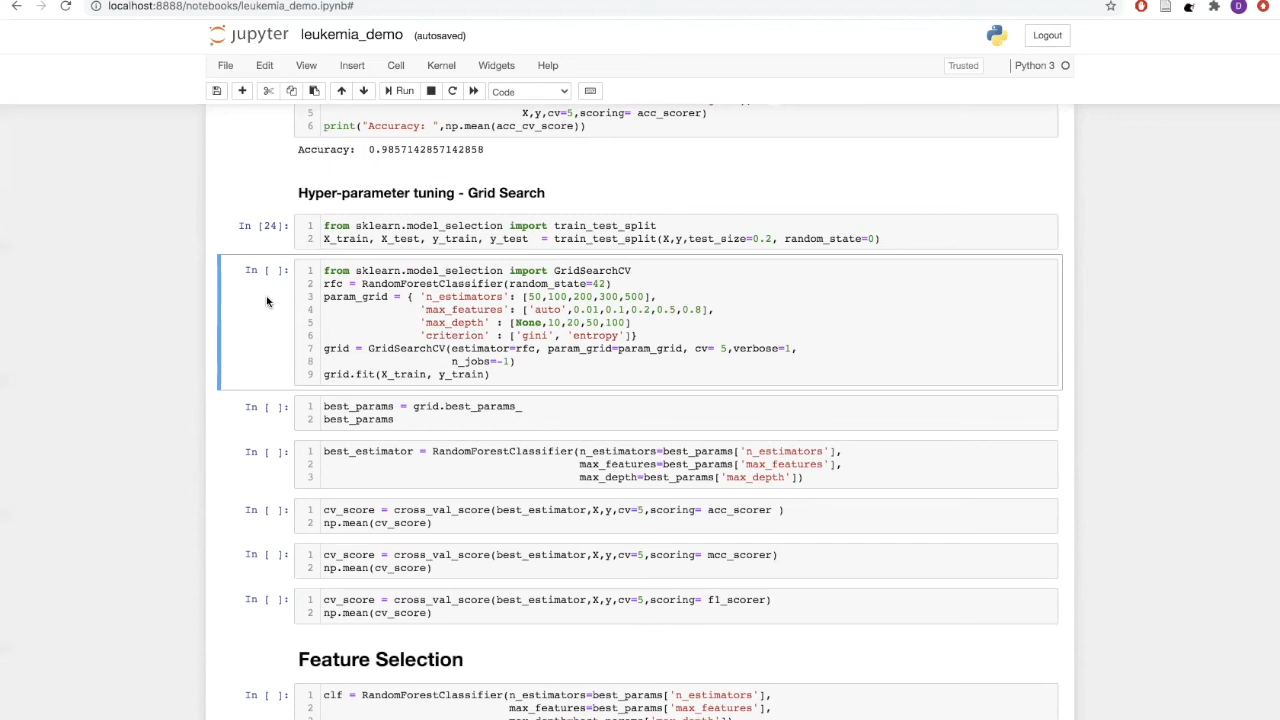 localhost:8888/notebooks/leukemia_demo.ipynb#
D
jupyter leukemia_demo (autosaved)
Logout
File Edit View Insert Cell Kernel Widgets Help
Trusted
Python 3
Run
Code
5 X,y,cv=5,scoring= acc_scorer)
6 print("Accuracy: ",np.mean(acc_cv_score))
Accuracy: 0.9857142857142858
Hyper-parameter tuning - Grid Search
In [24]: 1 from sklearn.model_selection import train_test_split
2 X_train, X_test, y_train, y_test = train_test_split(X,y,test_size=0.2, random_state=0)
In [ ]: 1 from sklearn.model_selection import GridSearchCV
2 rfc = RandomForestClassifier(random_state=42)
3 param_grid = { 'n_estimators': [50,100,200,300,500],
4 'max_features': ['auto',0.01,0.1,0.2,0.5,0.8],
5 'max_depth' : [None,10,20,50,100]
6 'criterion' : ['gini', 'entropy']}
7 grid = GridSearchCV(estimator=rfc, param_grid=param_grid, cv= 5,verbose=1,
8 n_jobs=-1)
9 grid.fit(X_train, y_train)
In [ ]: 1 best_params = grid.best_params_
2 best_params
In [ ]: 1 best_estimator = RandomForestClassifier(n_estimators=best_params['n_estimators'],
2 max_features=best_params['max_features'],
3 max_depth=best_params['max_depth'])
In [ ]: 1 cv_score = cross_val_score(best_estimator,X,y,cv=5,scoring= acc_scorer )
2 np.mean(cv_score)
In [ ]: 1 cv_score = cross_val_score(best_estimator,X,y,cv=5,scoring= mcc_scorer)
2 np.mean(cv_score)
In [ ]: 1 cv_score = cross_val_score(best_estimator,X,y,cv=5,scoring= f1_scorer)
2 np.mean(cv_score)
Feature Selection
In [ ]: 1 clf = RandomForestClassifier(n_estimators=best_params['n_estimators'],
2 max_features=best_params['max_features'],